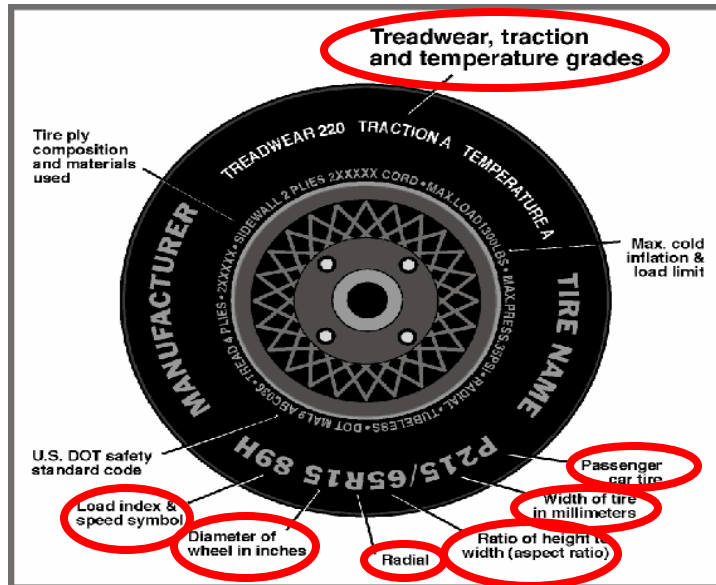 Treadwear, traction
and temperature grades
Tire ply
composition
and materials
used
TREADWEAR 220 TRACTION A TEMPERATURE A
SIDEWALL 2 PLIES 2XXXXX CORD • MAX. LOAD 1300LBS • MAX.PRESS.35PSI • RADIAL • TUBELESS • DOT MAL9 ABC036 • TREAD 4 PLIES • 2XXXXX •
MANUFACTURER
TIRE NAME
Max. cold
inflation &
load limit
U.S. DOT safety
standard code
P215/65R15 89H
Passenger
car tire
Load index &
speed symbol
Width of tire
in millimeters
Diameter of
wheel in inches
Radial
Ratio of height to
width (aspect ratio)